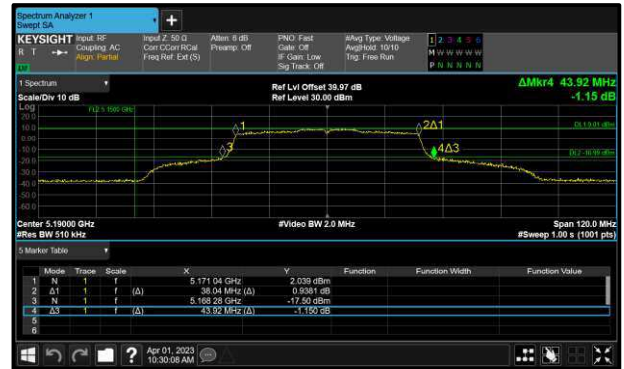 Spectrum Analyzer 1
Swept SA
+
KEYSIGHT Input: RF Input Z: 50 Ω Atten: 6 dB PNO: Fast #Avg Type: Voltage 1 2 3 4 5 6
R T Coupling: AC Corr CCorr RCal Preamp: Off Gate: Off Avg|Hold: 10/10 M W W W W W
Align: Partial Freq Ref: Ext (S) IF Gain: Low Trig: Free Run
LW Sig Track: Off P N N N N N
1 Spectrum Ref Lvl Offset 39.97 dB ΔMkr4 43.92 MHz
Scale/Div 10 dB Ref Level 30.00 dBm -1.15 dB
Log
20.0
10.0 1 2Δ1
0.00
-10.0 3 4Δ3
-20.0
-30.0
-40.0
-50.0
-60.0
Center 5.19000 GHz #Video BW 2.0 MHz Span 120.0 MHz
#Res BW 510 kHz #Sweep 1.00 s (1001 pts)
5 Marker Table
Mode Trace Scale X Y Function Function Width Function Value
1 N 1 f 5.171 04 GHz 2.039 dBm
2 Δ1 1 f (Δ) 38.04 MHz (Δ) 0.9381 dB
3 N 1 f 5.168 28 GHz -17.50 dBm
4 Δ3 1 f (Δ) 43.92 MHz (Δ) -1.150 dB
5
6
? Apr 01, 2023
10:30:08 AM